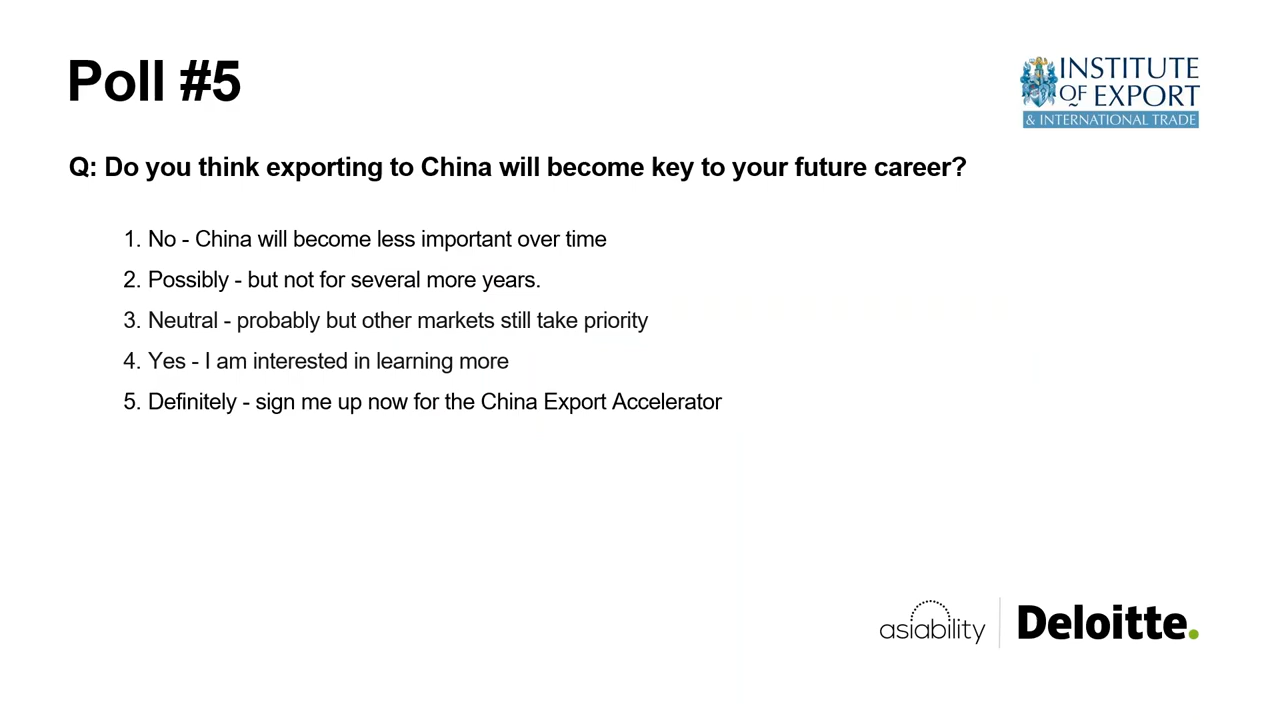 Poll #5
INSTITUTE
OF EXPORT
& INTERNATIONAL TRADE
Q: Do you think exporting to China will become key to your future career?
1. No - China will become less important over time
2. Possibly - but not for several more years.
3. Neutral - probably but other markets still take priority
4. Yes - I am interested in learning more
5. Definitely - sign me up now for the China Export Accelerator
asiability
Deloitte.